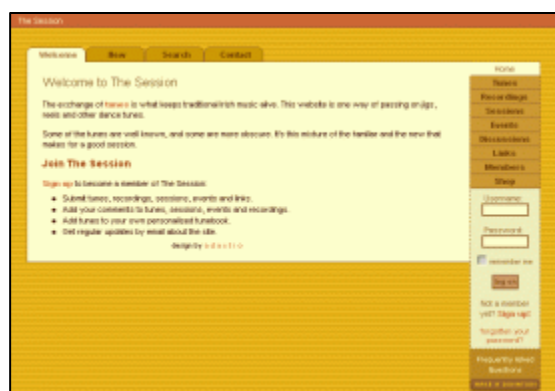 The Session
Welcome New Search Contact
Home
Welcome to The Session
Tunes
Recordings
Sessions
Events
Discussions
Links
Members
Shop
The exchange of tunes is what keeps traditional Irish music alive. This website is one way of passing on jigs,
reels and other dance tunes.
Some of the tunes are well known, and some are more obscure. It's this mixture of the familiar and the new that
makes for a good session.
Join The Session
Sign up to become a member of The Session:
Submit tunes, recordings, sessions, events and links.
Add your comments to tunes, sessions, events and recordings.
Add tunes to your own personalised tunebook.
Get regular updates by email about the site.
design by adactio
Username:
Password:
remember me
log in
Not a member
yet? Sign up!
Forgotten your
password?
Frequently Asked
Questions